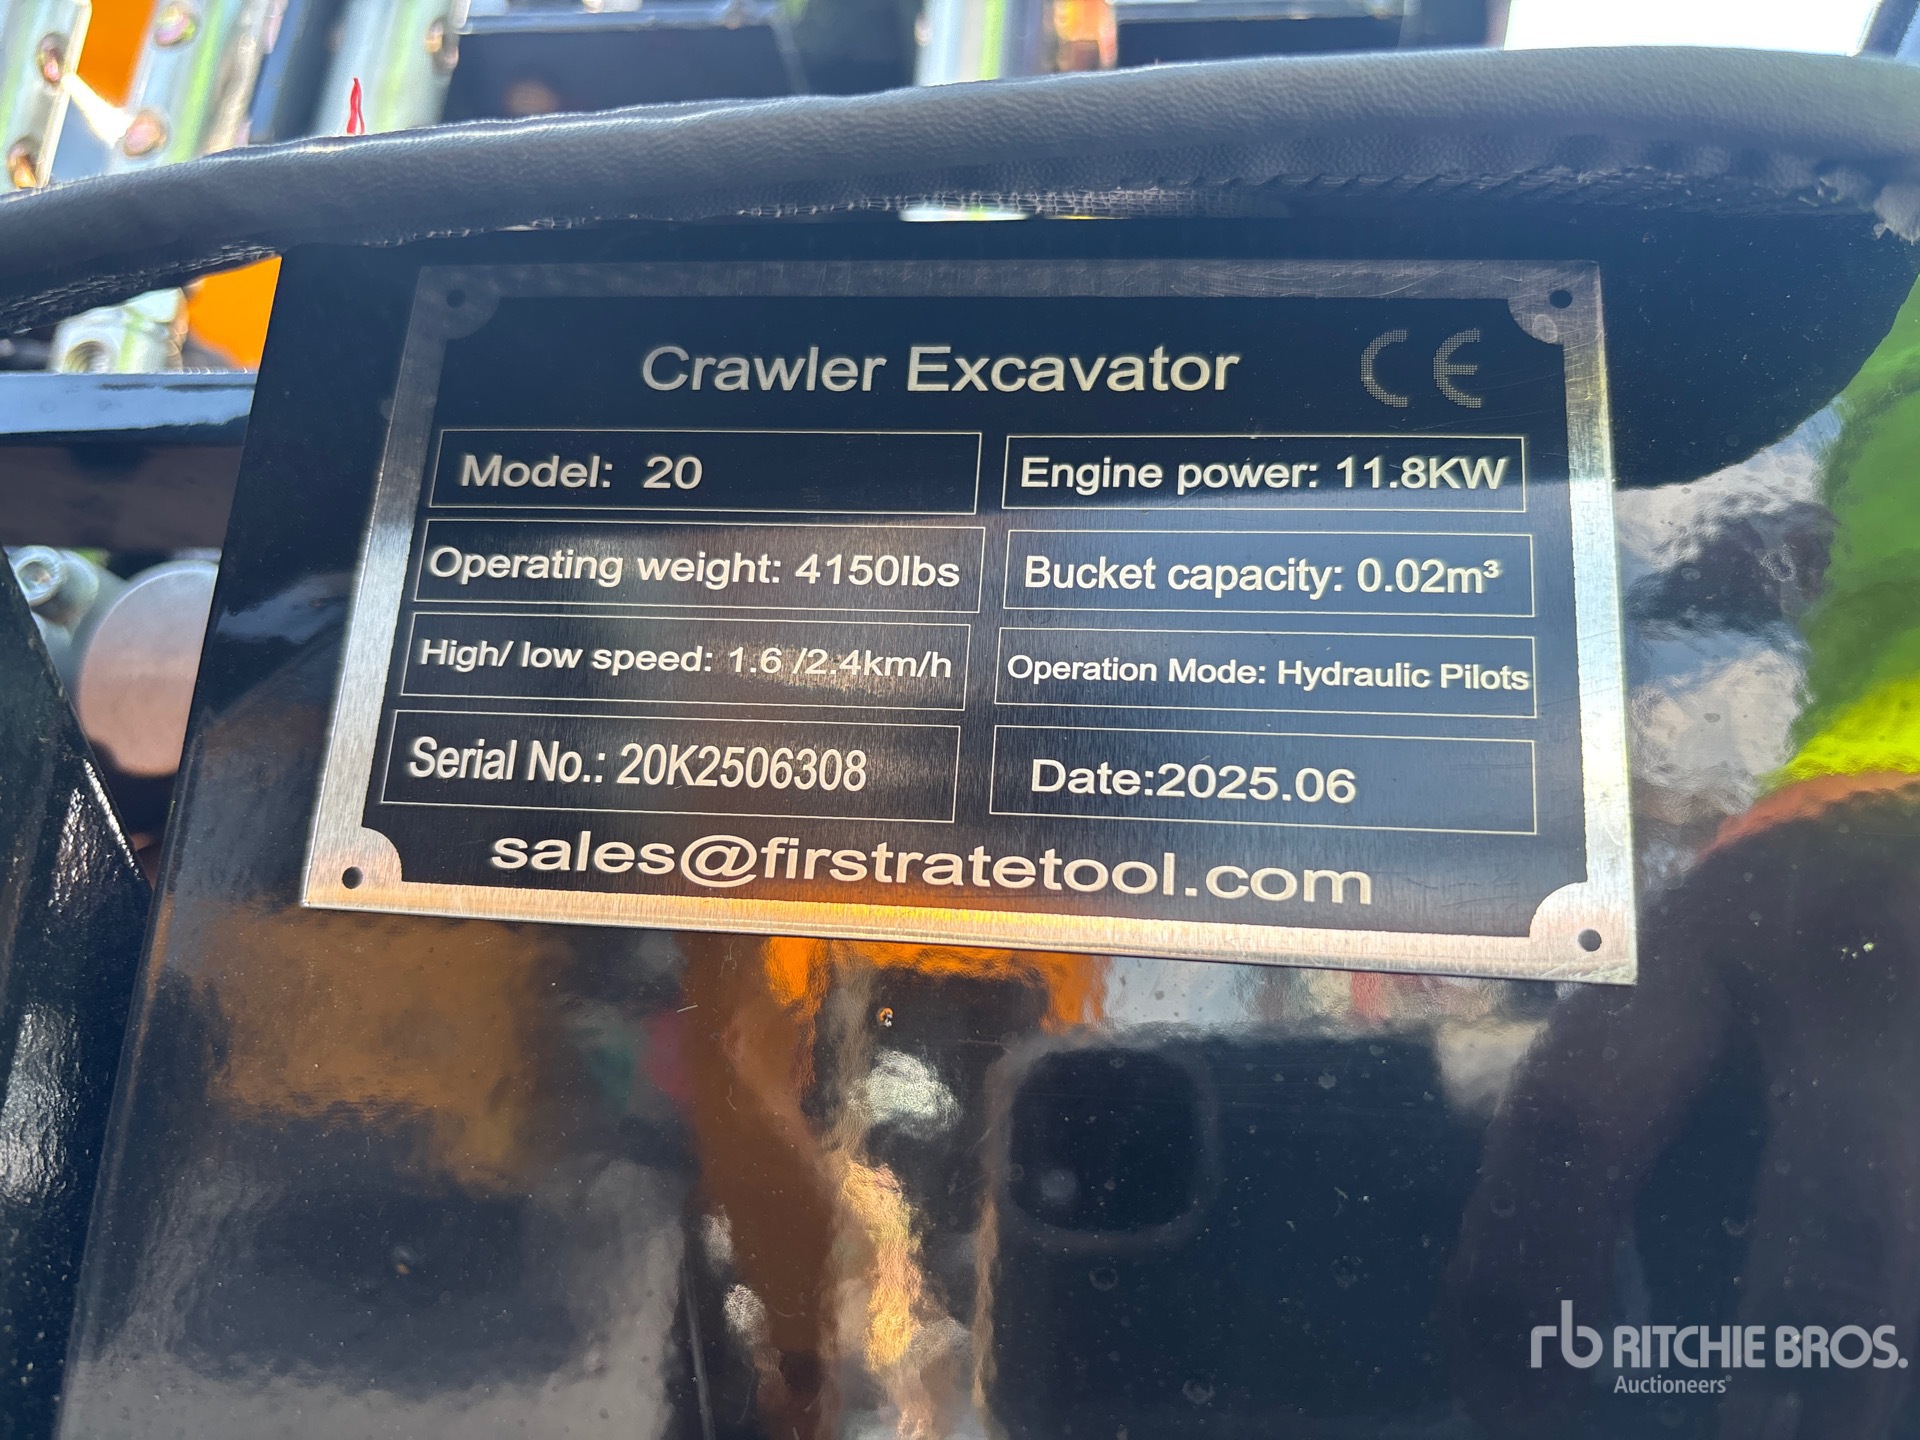 Crawler Excavator CE
Model: 20
Engine power: 11.8KW
Operating weight: 4150lbs
Bucket capacity: 0.02m³
High/ low speed: 1.6 /2.4km/h
Operation Mode: Hydraulic Pilots
Serial No.: 20K2506308
Date:2025.06
sales@firstratetool.com
rb RITCHIE BROS.
Auctioneers